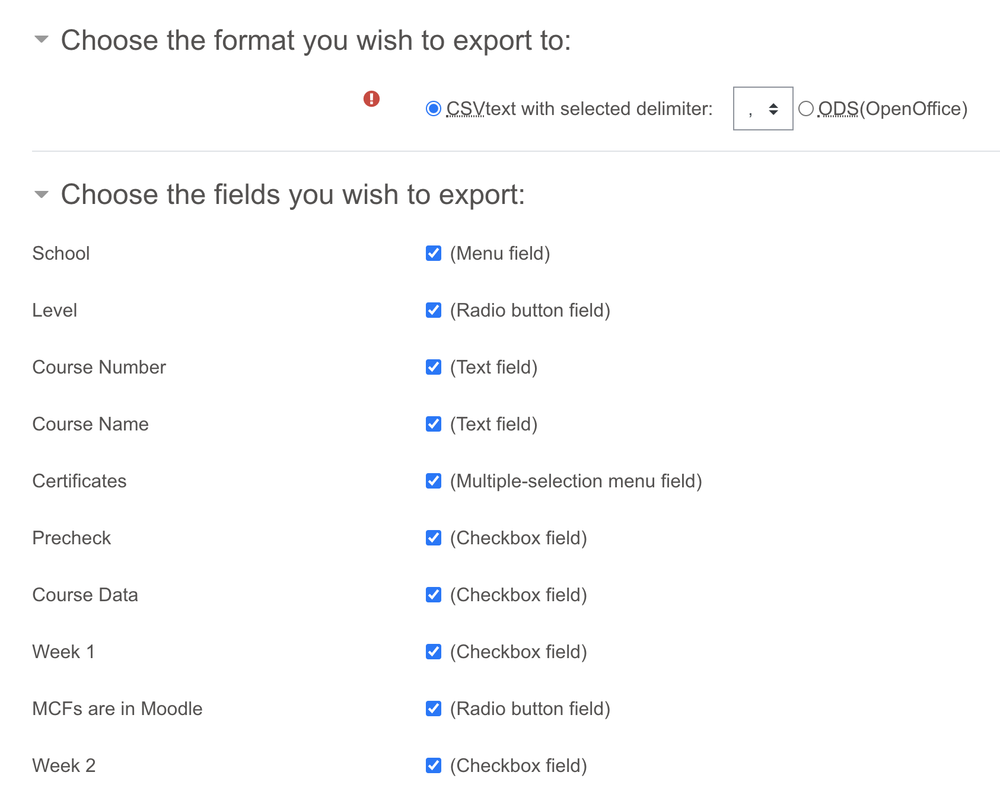 Choose the format you wish to export to:
CSVtext with selected delimiter: , ODS(OpenOffice)
Choose the fields you wish to export:
School (Menu field)
Level (Radio button field)
Course Number (Text field)
Course Name (Text field)
Certificates (Multiple-selection menu field)
Precheck (Checkbox field)
Course Data (Checkbox field)
Week 1 (Checkbox field)
MCFs are in Moodle (Radio button field)
Week 2 (Checkbox field)